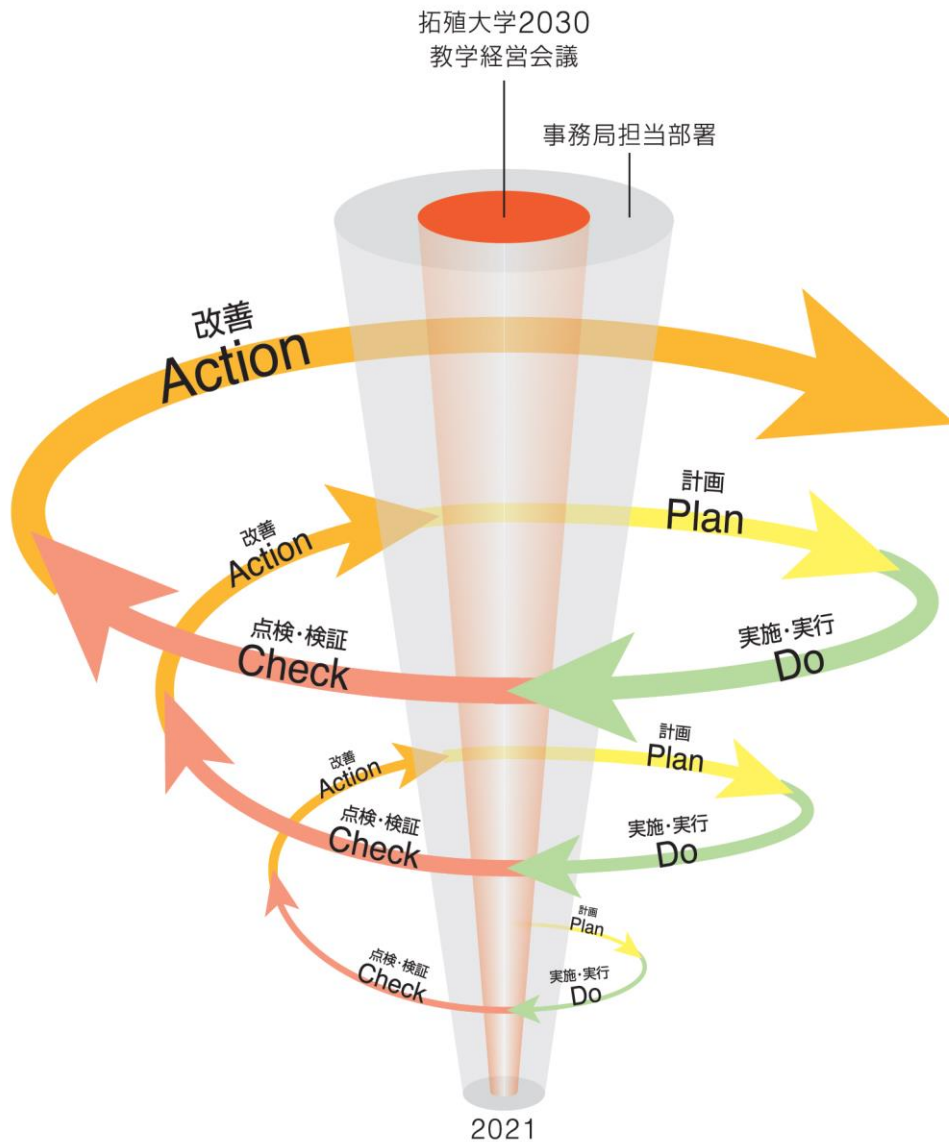 拓殖大学2030
教学経営会議
事務局担当部署
改善
Action
計画
Plan
改善
Action
点検・検証
Check
実施・実行
Do
計画
Plan
改善
Action
点検・検証
Check
実施・実行
Do
計画
Plan
点検・検証
Check
実施・実行
Do
2021